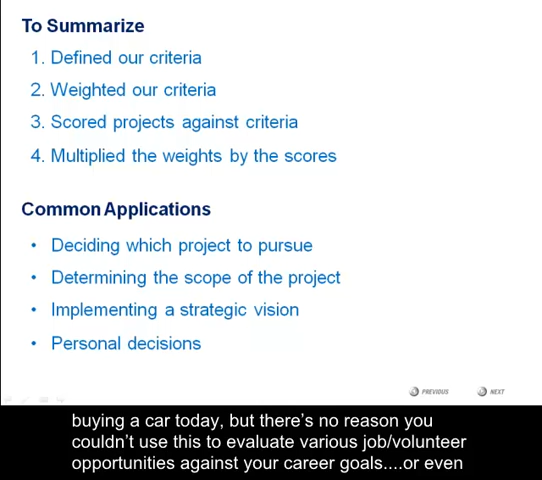 To Summarize
1. Defined our criteria
2. Weighted our criteria
3. Scored projects against criteria
4. Multiplied the weights by the scores
Common Applications
• Deciding which project to pursue
• Determining the scope of the project
• Implementing a strategic vision
• Personal decisions
PREVIOUS NEXT
buying a car today, but there's no reason you
couldn't use this to evaluate various job/volunteer
opportunities against your career goals....or even